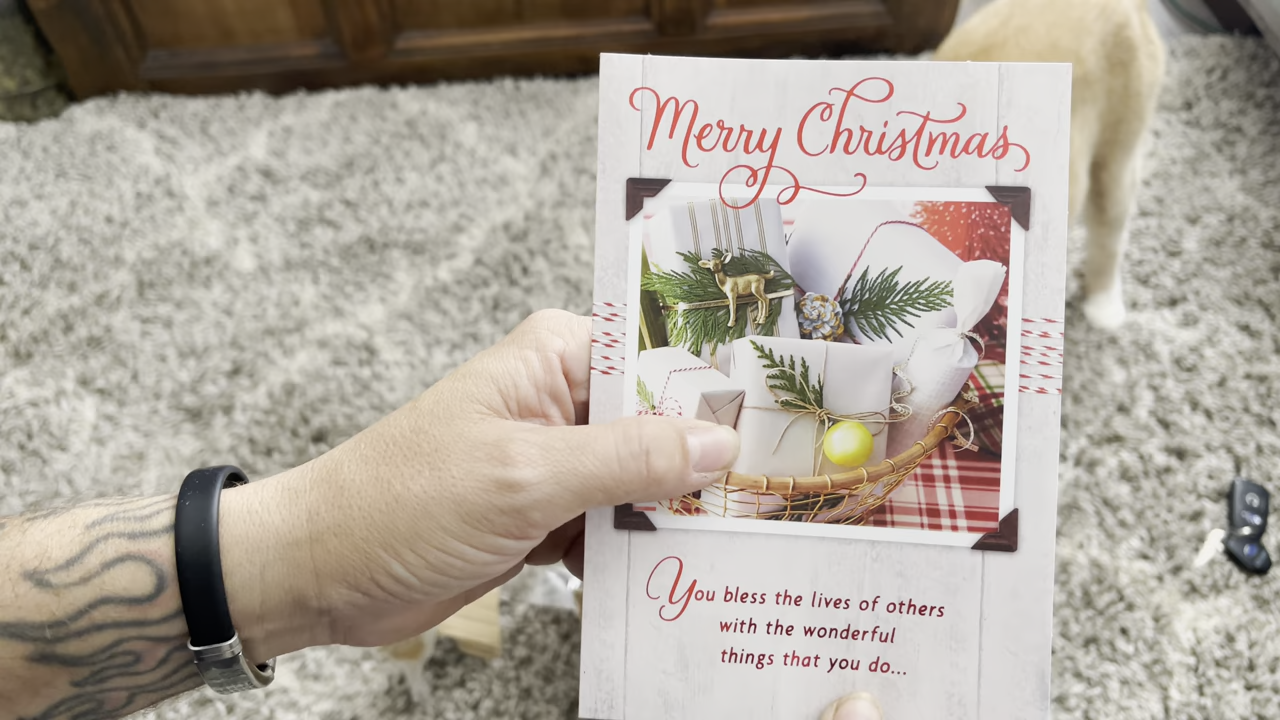 Merry Christmas
You bless the lives of others
with the wonderful
things that you do...